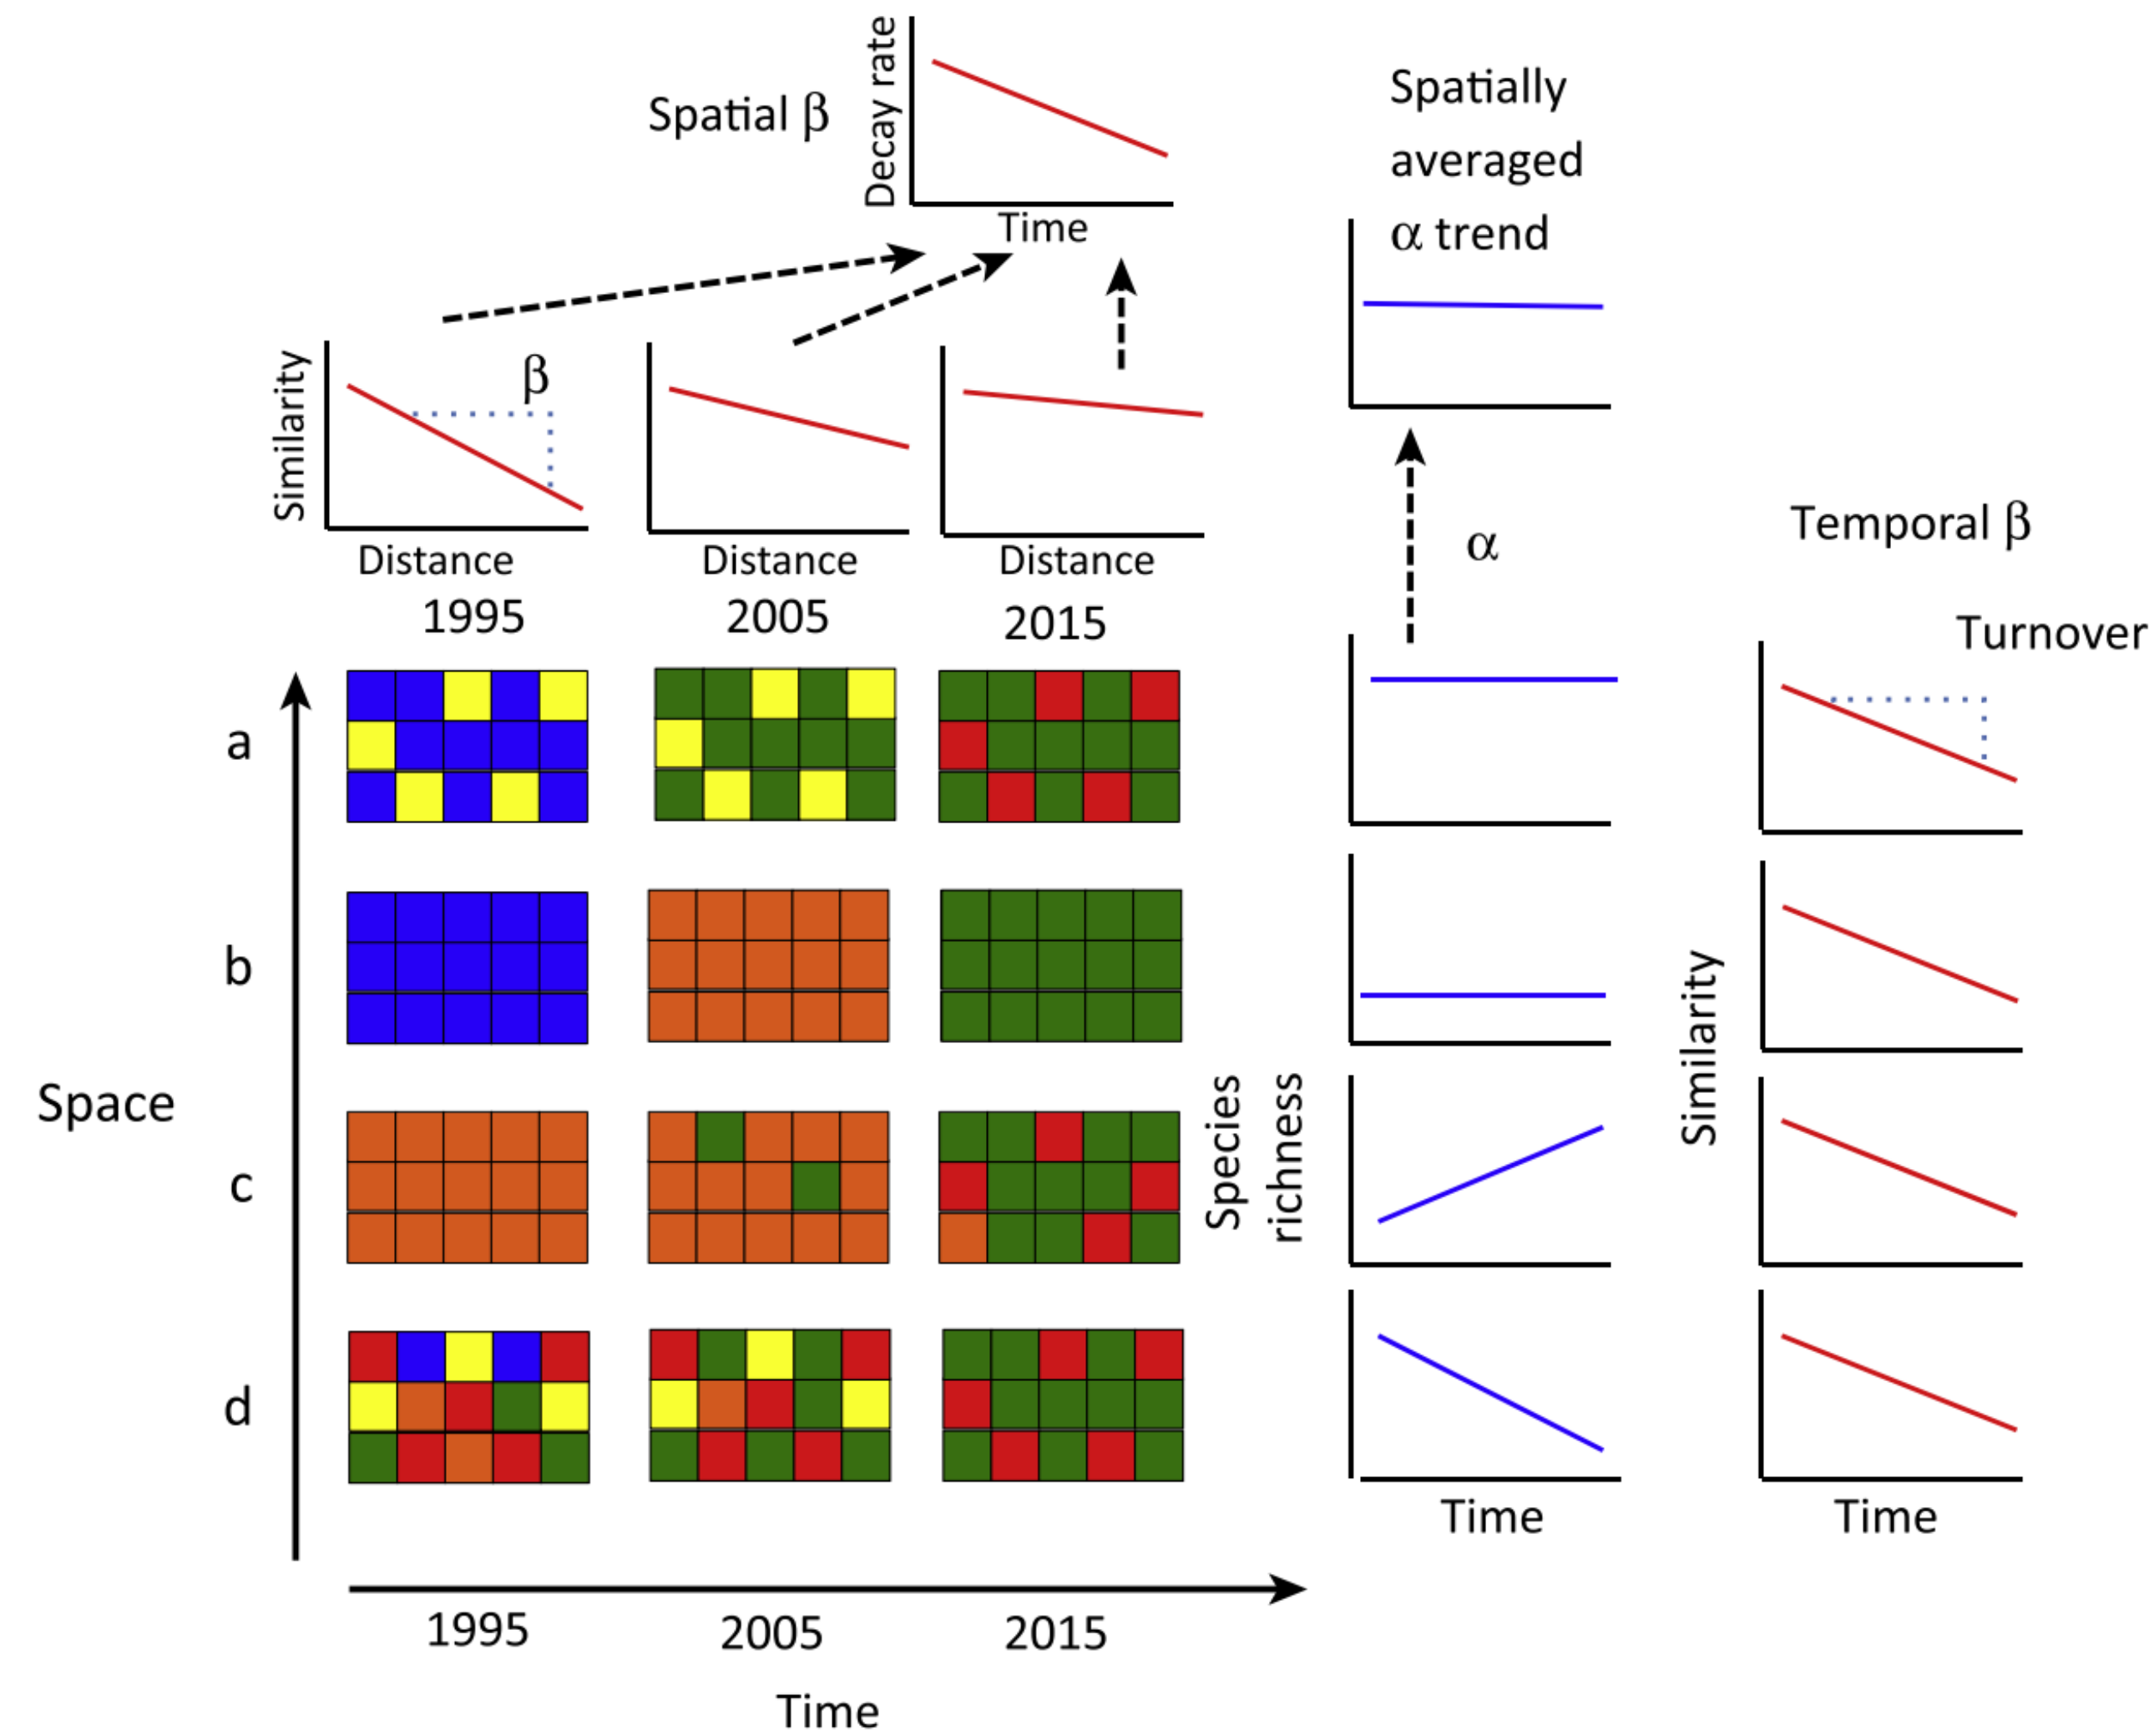 Decay rate
Spatial β
Time
Spatially
averaged
α trend
Similarity
β
Distance
Distance
Distance
1995
2005
2015
α
Temporal β
Turnover
a
b
c
d
Space
Species
richness
Similarity
Time
Time
1995
2005
2015
Time